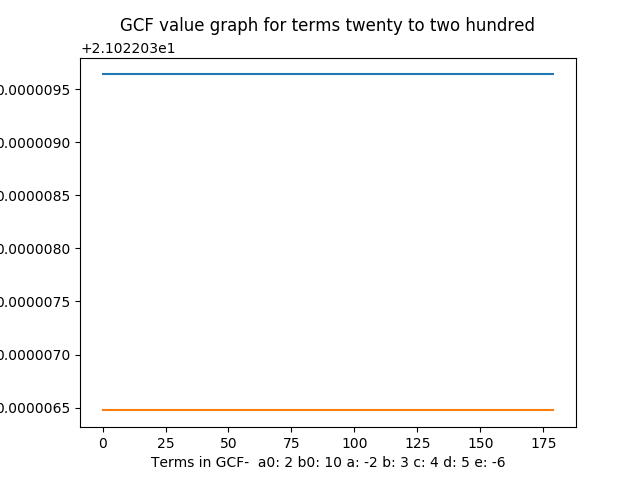 GCF value graph for terms twenty to two hundred
+2.102203e1
0.0000095
0.0000090
0.0000085
0.0000080
0.0000075
0.0000070
0.0000065
0 25 50 75 100 125 150 175
Terms in GCF-  a0: 2 b0: 10 a: -2 b: 3 c: 4 d: 5 e: -6